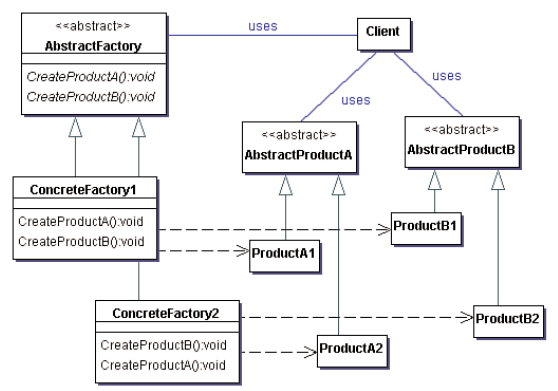 <<abstract>>
AbstractFactory
CreateProductA():void
CreateProductB():void
uses
Client
uses
uses
<<abstract>>
AbstractProductA
<<abstract>>
AbstractProductB
ConcreteFactory1
CreateProductA():void
CreateProductB():void
ProductB1
ProductA1
ConcreteFactory2
CreateProductB():void
CreateProductA():void
ProductB2
ProductA2